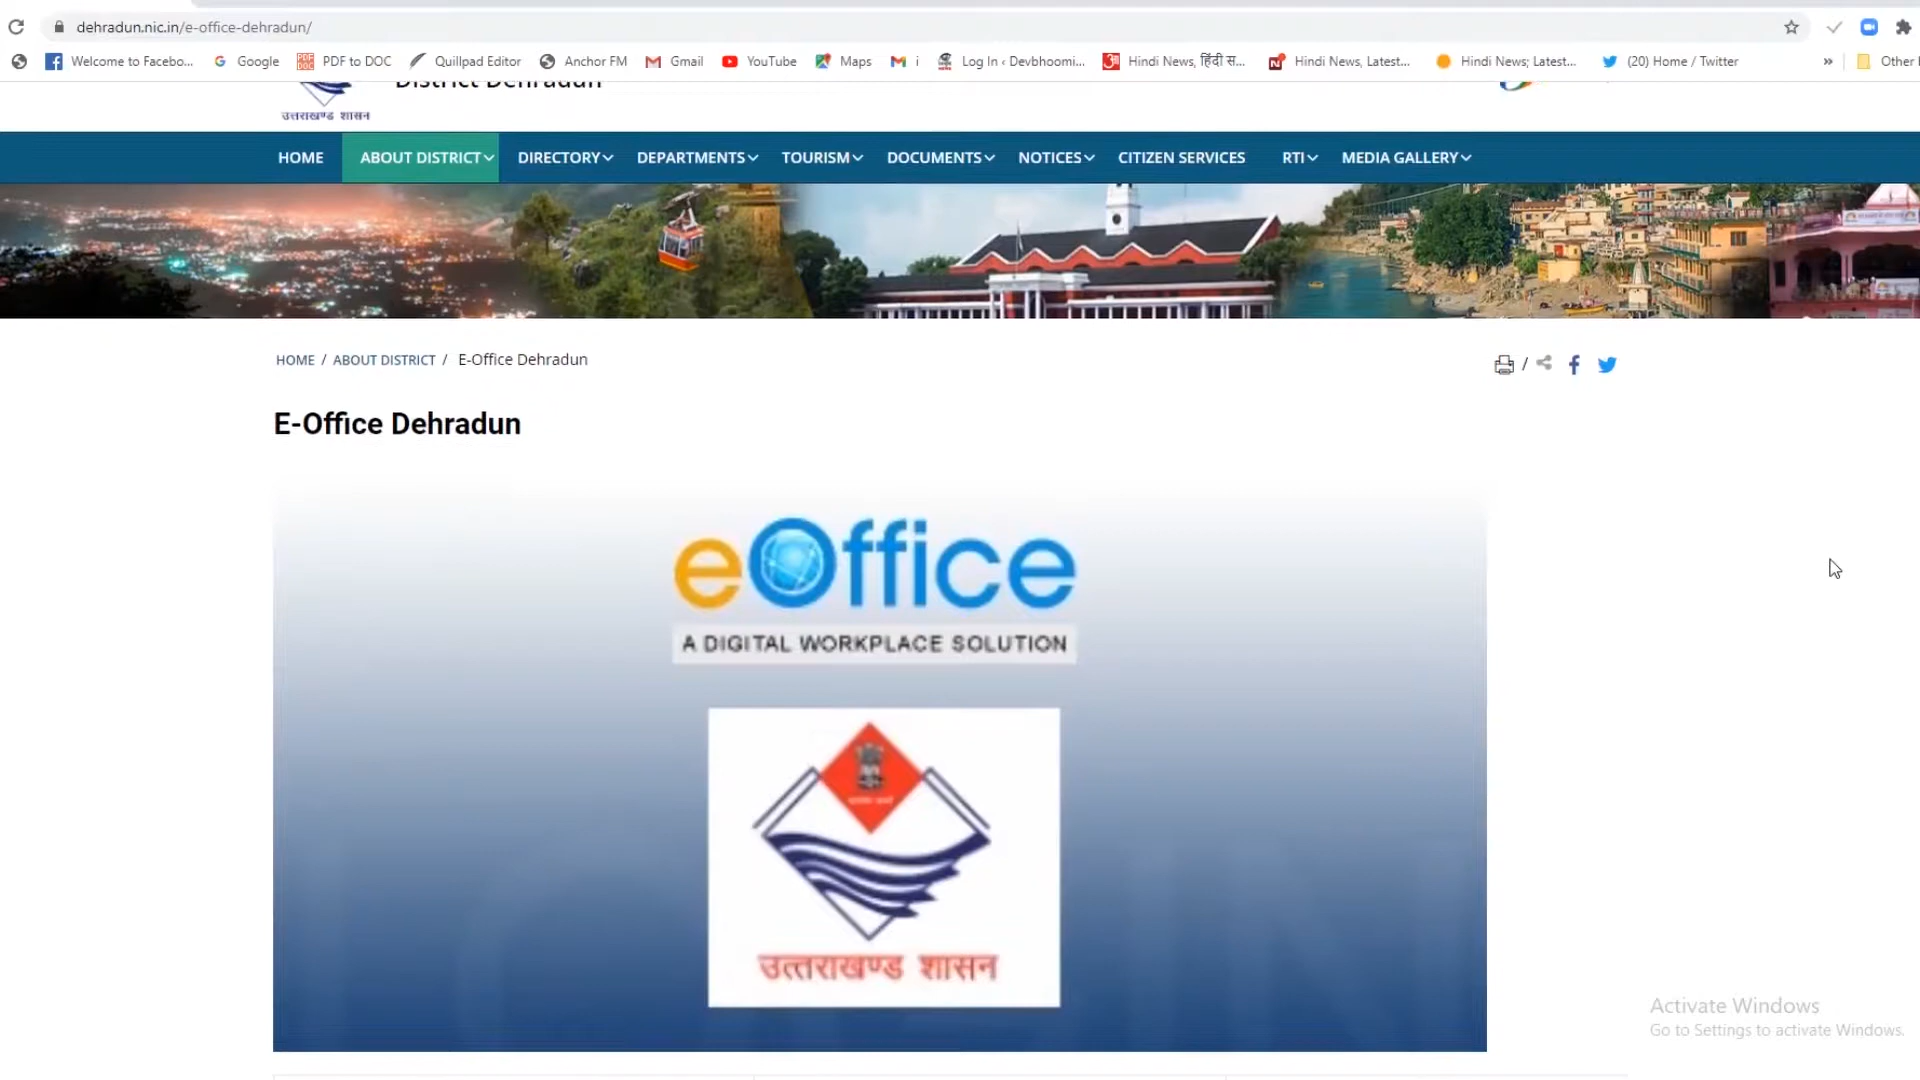 dehradun.nic.in/e-office-dehradun/
Welcome to Facebo... Google PDF to DOC Quillpad Editor Anchor FM Gmail YouTube Maps i Log In ‹ Devbhoomi... Hindi News, हिंदी स... Hindi News, Latest... Hindi News; Latest... (20) Home / Twitter » Other
District Dehradun
उत्तराखण्ड शासन
HOME ABOUT DISTRICT DIRECTORY DEPARTMENTS TOURISM DOCUMENTS NOTICES CITIZEN SERVICES RTI MEDIA GALLERY
HOME / ABOUT DISTRICT / E-Office Dehradun
/
E-Office Dehradun
eOffice
A DIGITAL WORKPLACE SOLUTION
उत्तराखण्ड शासन
Activate Windows
Go to Settings to activate Windows.